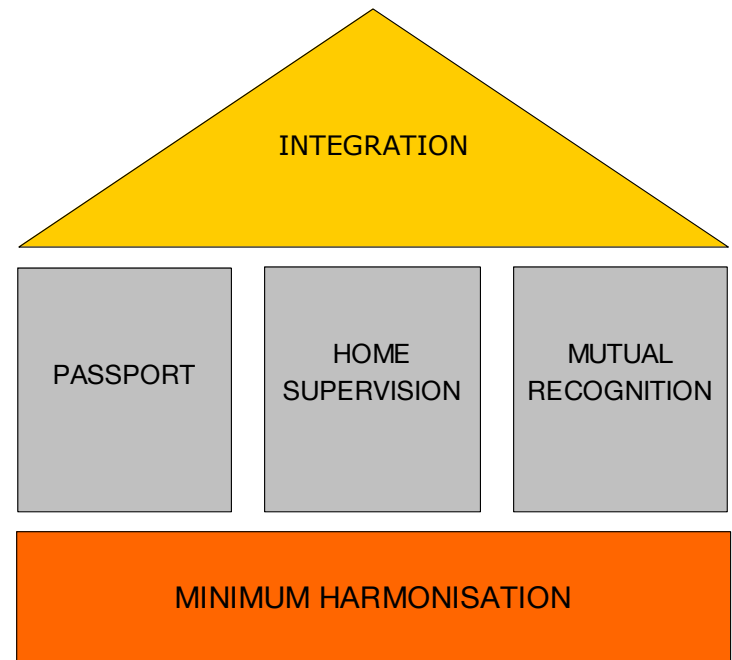 INTEGRATION
PASSPORT
HOME
SUPERVISION
MUTUAL
RECOGNITION
MINIMUM HARMONISATION